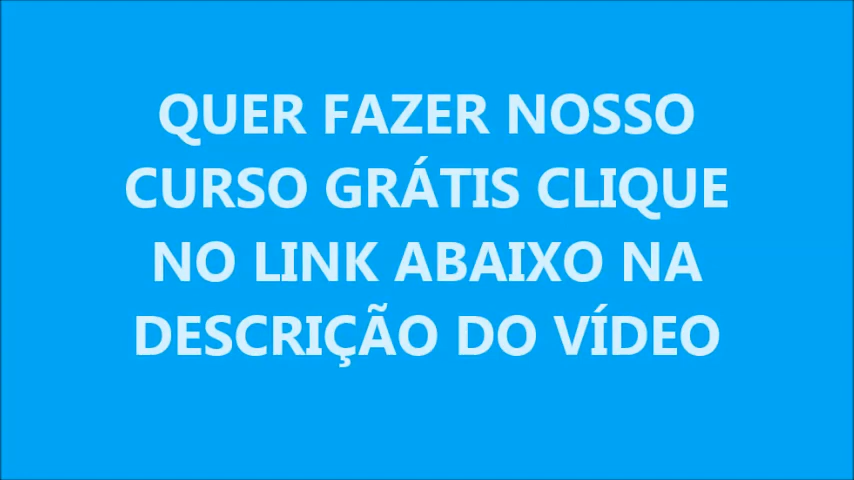 QUER FAZER NOSSO
CURSO GRÁTIS CLIQUE
NO LINK ABAIXO NA
DESCRIÇÃO DO VÍDEO